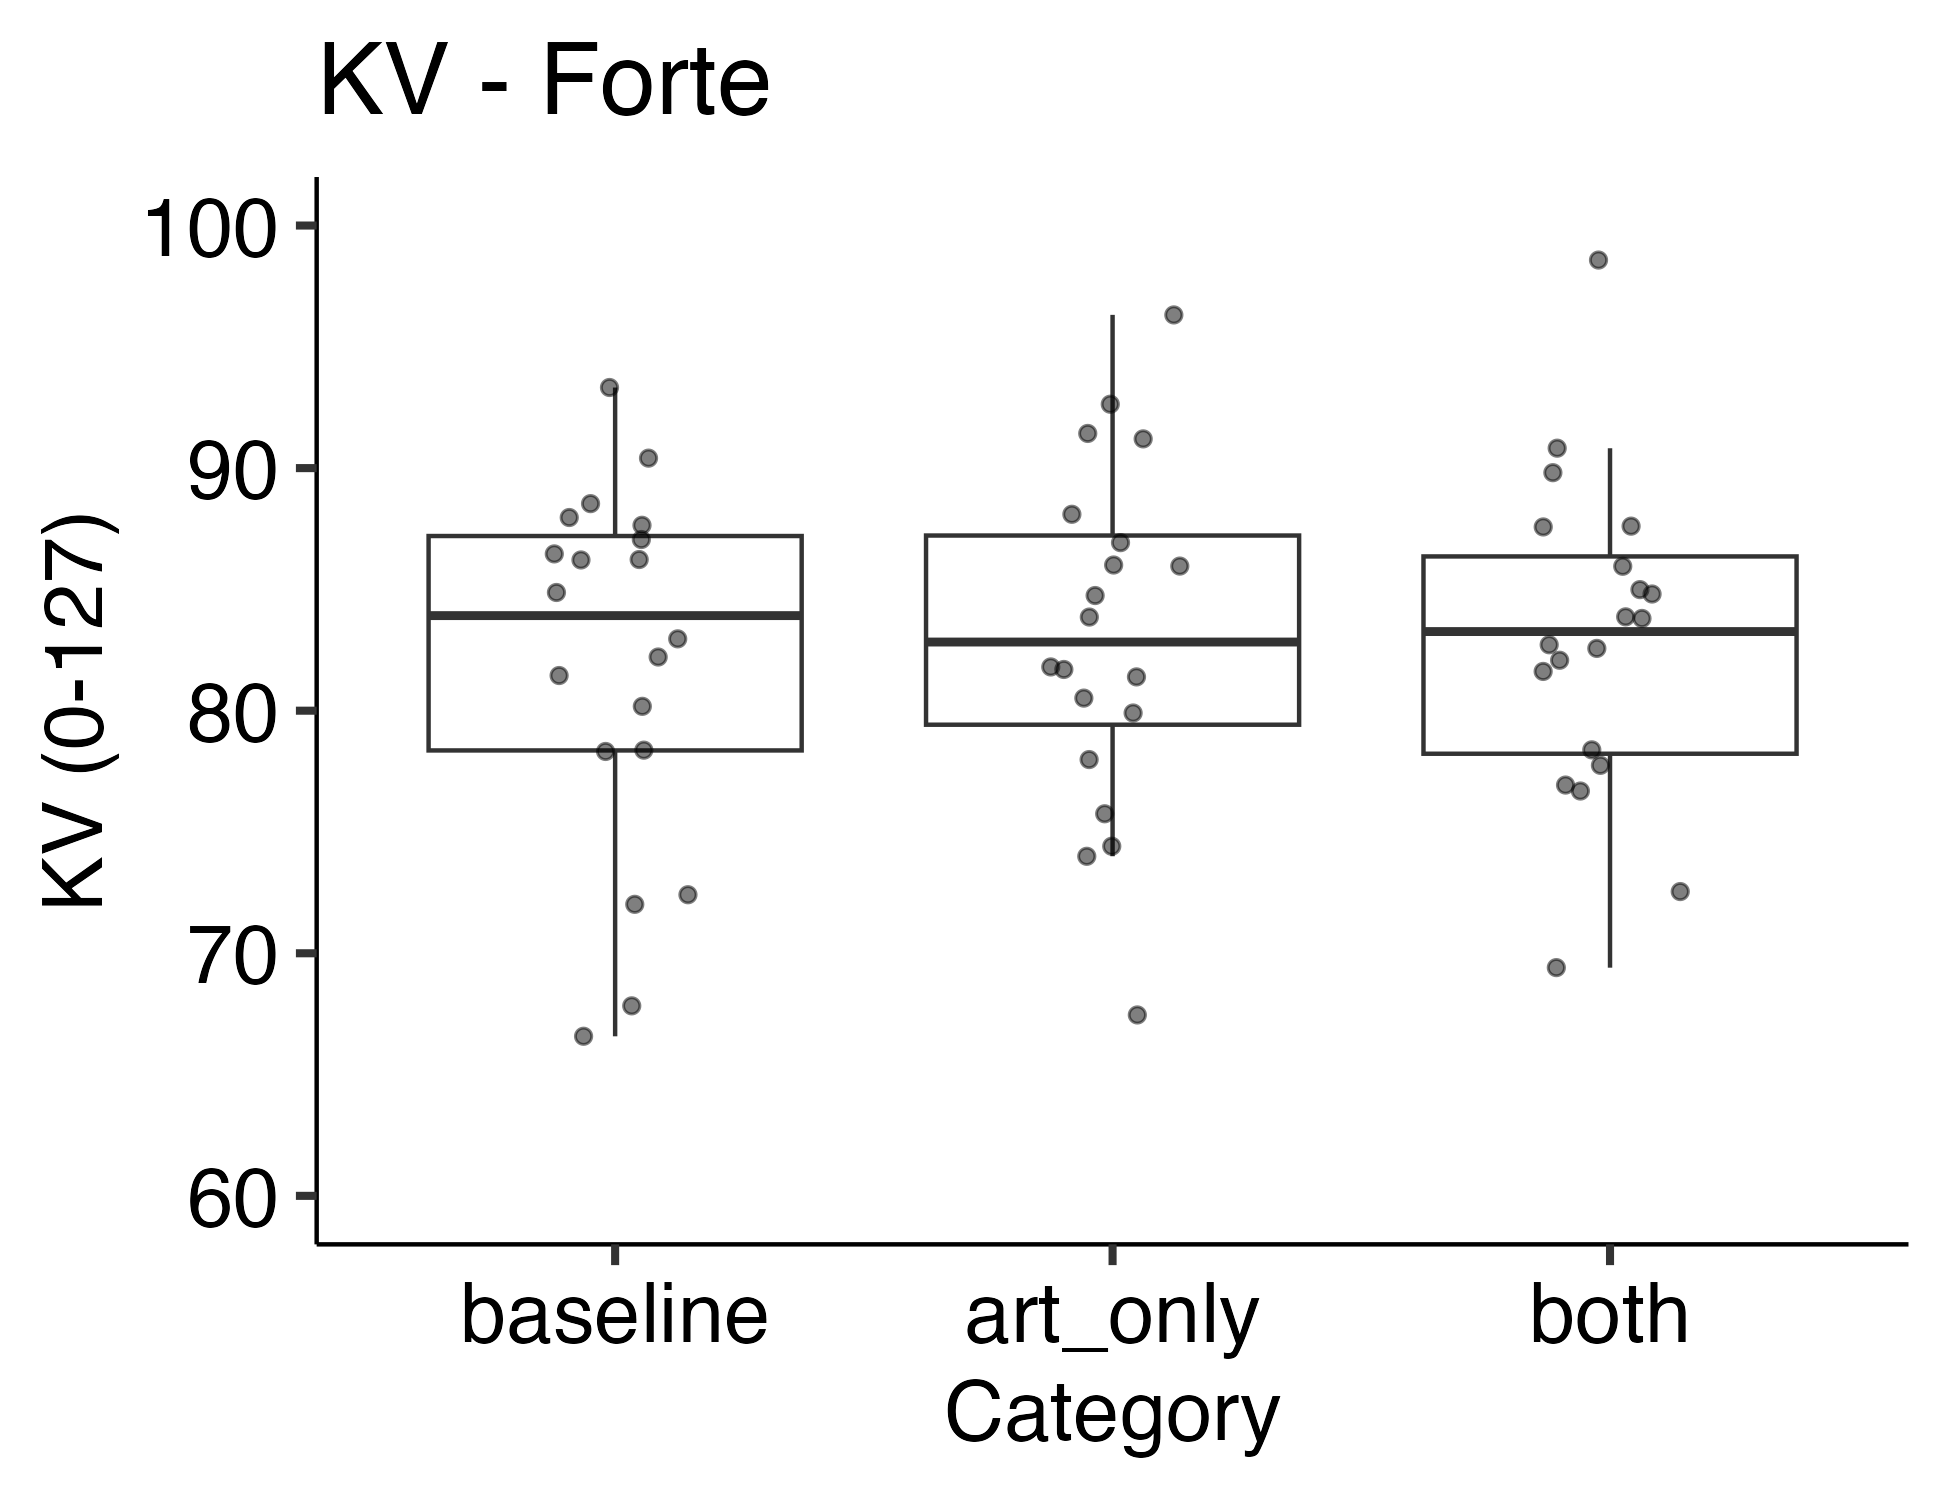 KV - Forte
KV (0-127)
100
90
80
70
60
baseline art_only both
Category